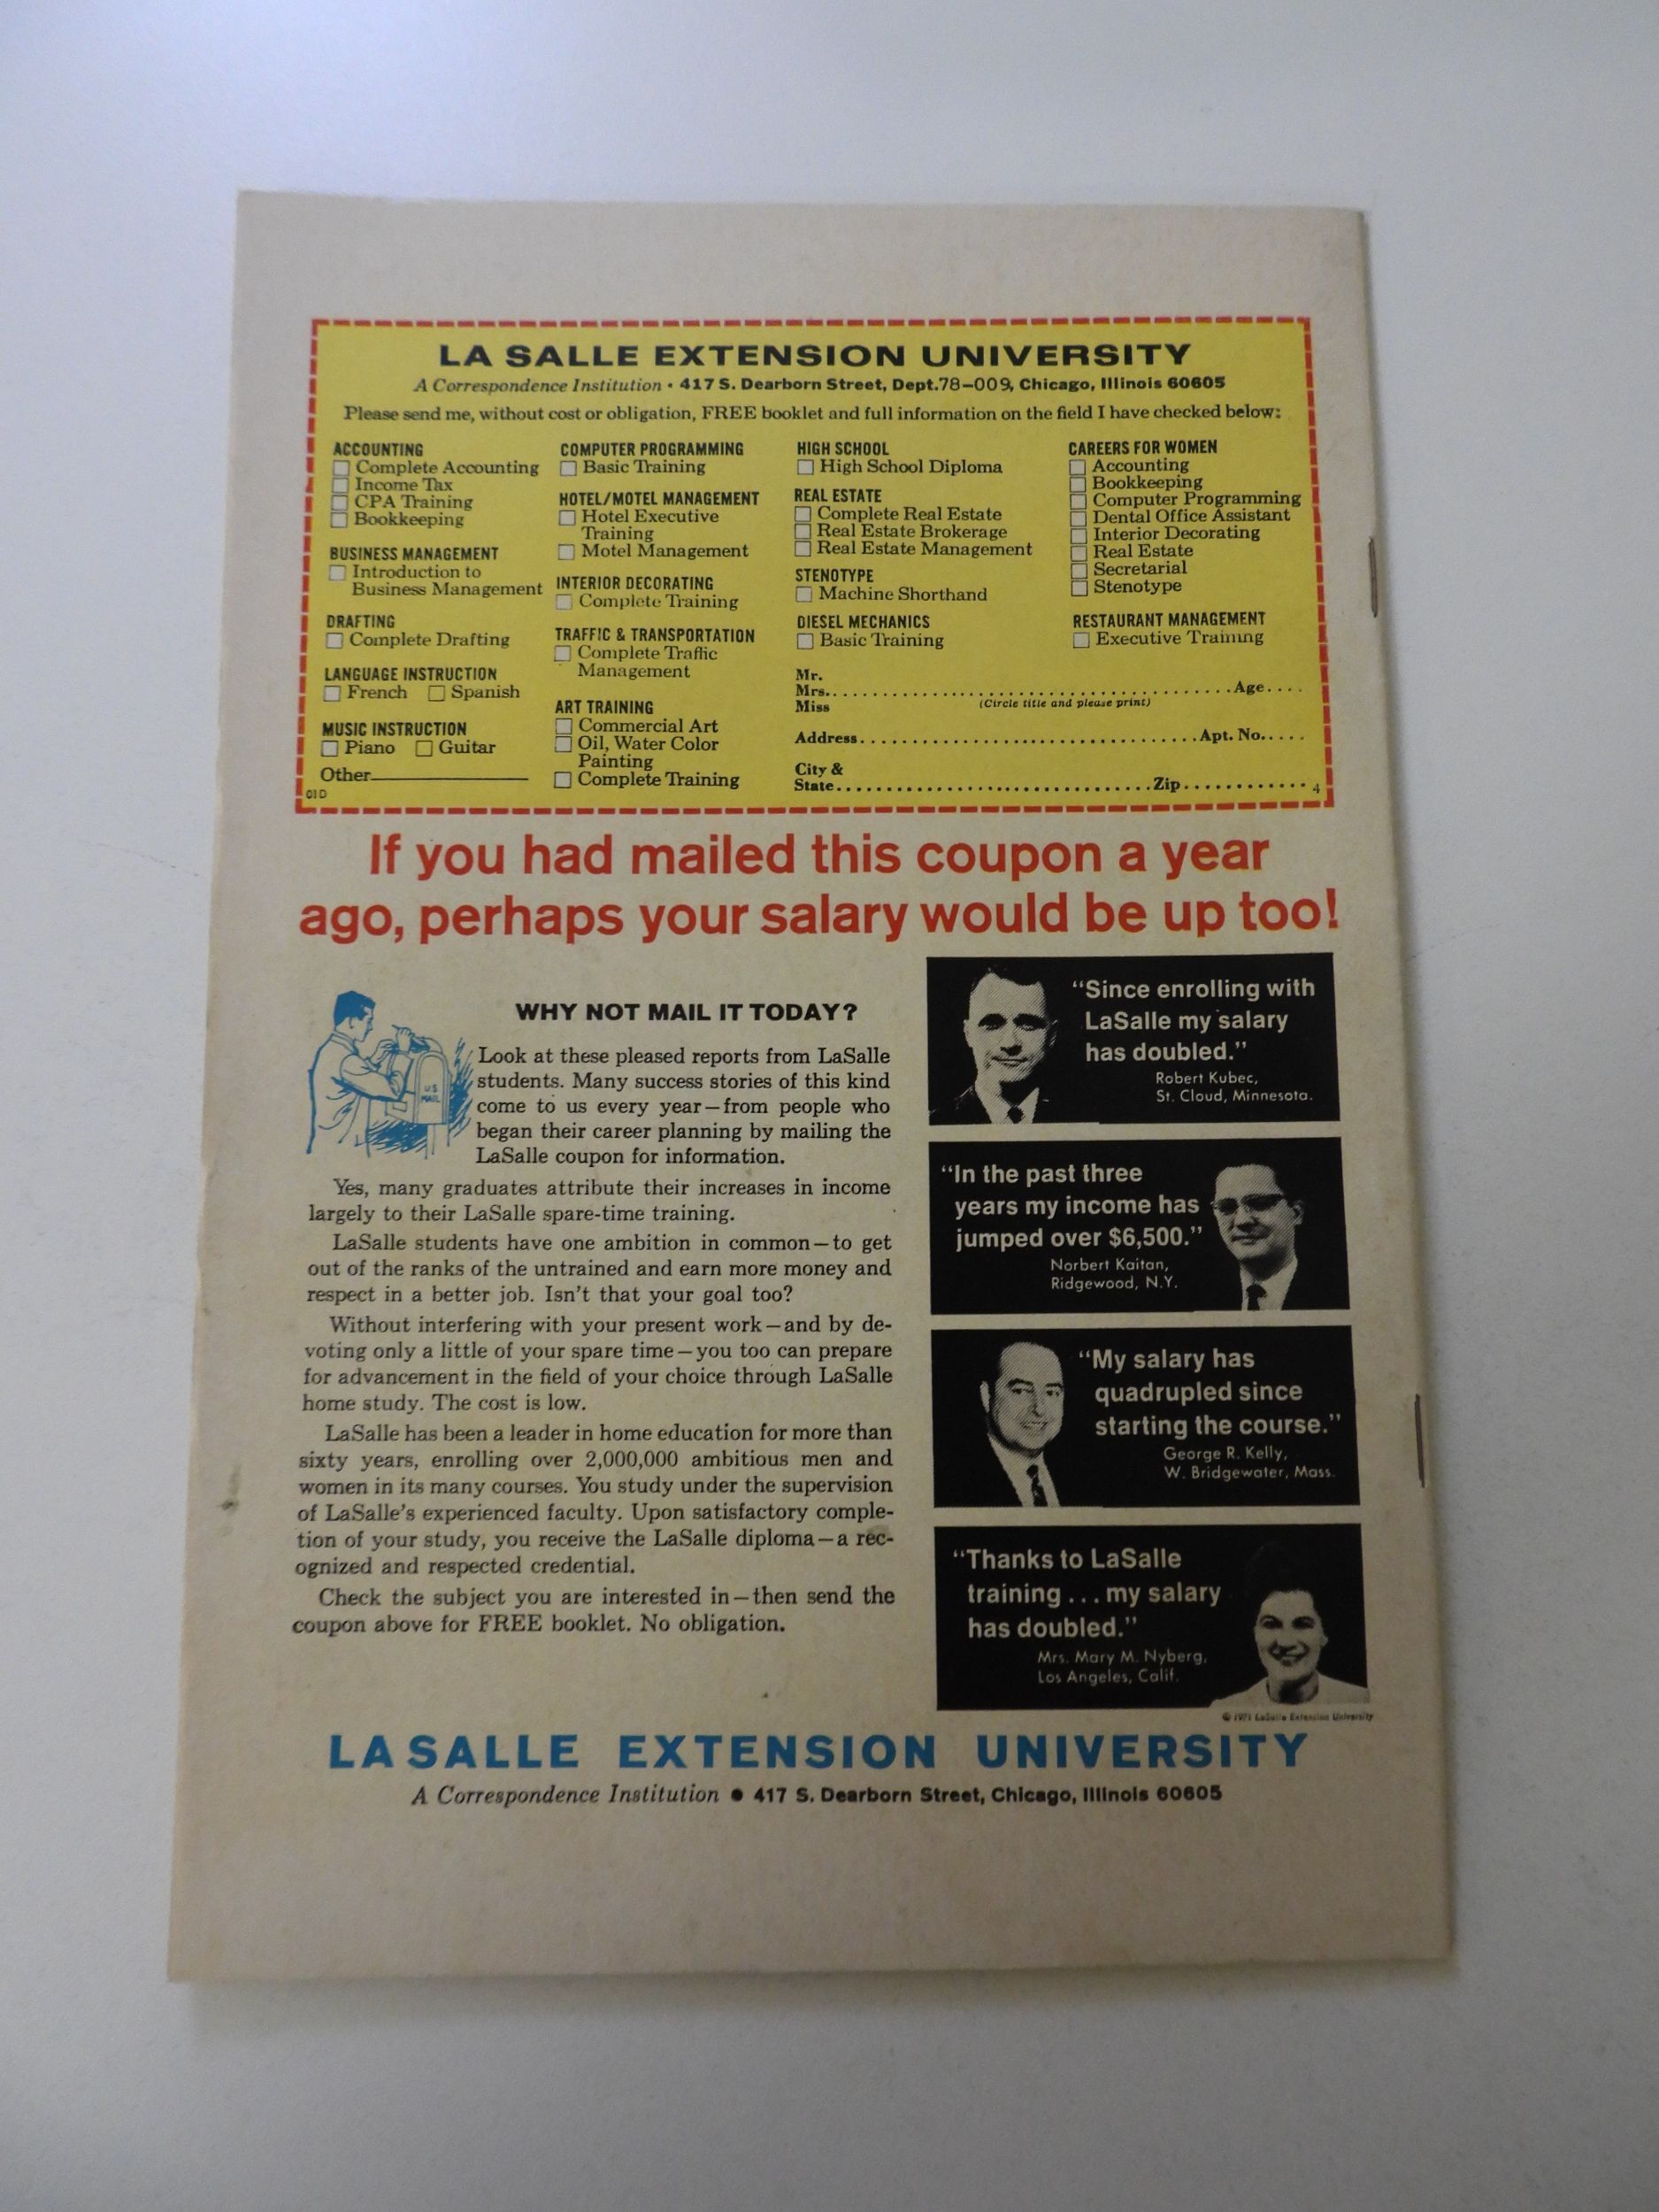 LA SALLE EXTENSION UNIVERSITY
A Correspondence Institution • 417 S. Dearborn Street, Dept.78-009, Chicago, Illinois 60605
Please send me, without cost or obligation, FREE booklet and full information on the field I have checked below:
ACCOUNTING
Complete Accounting
Income Tax
CPA Training
Bookkeeping
BUSINESS MANAGEMENT
Introduction to
Business Management
DRAFTING
Complete Drafting
LANGUAGE INSTRUCTION
French Spanish
MUSIC INSTRUCTION
Piano Guitar
Other
01D
COMPUTER PROGRAMMING
Basic Training
HOTEL/MOTEL MANAGEMENT
Hotel Executive
Training
Motel Management
INTERIOR DECORATING
Complete Training
TRAFFIC & TRANSPORTATION
Complete Traffic
Management
ART TRAINING
Commercial Art
Oil, Water Color
Painting
Complete Training
HIGH SCHOOL
High School Diploma
REAL ESTATE
Complete Real Estate
Real Estate Brokerage
Real Estate Management
STENOTYPE
Machine Shorthand
DIESEL MECHANICS
Basic Training
CAREERS FOR WOMEN
Accounting
Bookkeeping
Computer Programming
Dental Office Assistant
Interior Decorating
Real Estate
Secretarial
Stenotype
RESTAURANT MANAGEMENT
Executive Training
Mr.
Mrs. Age
Miss (Circle title and please print)
Address Apt. No.
City &
State Zip 4
If you had mailed this coupon a year
ago, perhaps your salary would be up too!
WHY NOT MAIL IT TODAY?
U.S.
MAIL
Look at these pleased reports from LaSalle
students. Many success stories of this kind
come to us every year—from people who
began their career planning by mailing the
LaSalle coupon for information.
Yes, many graduates attribute their increases in income
largely to their LaSalle spare-time training.
LaSalle students have one ambition in common—to get
out of the ranks of the untrained and earn more money and
respect in a better job. Isn't that your goal too?
Without interfering with your present work—and by de-
voting only a little of your spare time—you too can prepare
for advancement in the field of your choice through LaSalle
home study. The cost is low.
LaSalle has been a leader in home education for more than
sixty years, enrolling over 2,000,000 ambitious men and
women in its many courses. You study under the supervision
of LaSalle's experienced faculty. Upon satisfactory comple-
tion of your study, you receive the LaSalle diploma—a rec-
ognized and respected credential.
Check the subject you are interested in—then send the
coupon above for FREE booklet. No obligation.
"Since enrolling with
LaSalle my salary
has doubled."
Robert Kubec,
St. Cloud, Minnesota.
"In the past three
years my income has
jumped over $6,500."
Norbert Kaitan,
Ridgewood, N.Y.
"My salary has
quadrupled since
starting the course."
George R. Kelly,
W. Bridgewater, Mass.
"Thanks to LaSalle
training...my salary
has doubled."
Mrs. Mary M. Nyberg,
Los Angeles, Calif.
© 1971 LaSalle Extension University
LASALLE EXTENSION UNIVERSITY
A Correspondence Institution ● 417 S. Dearborn Street, Chicago, Illinois 60605